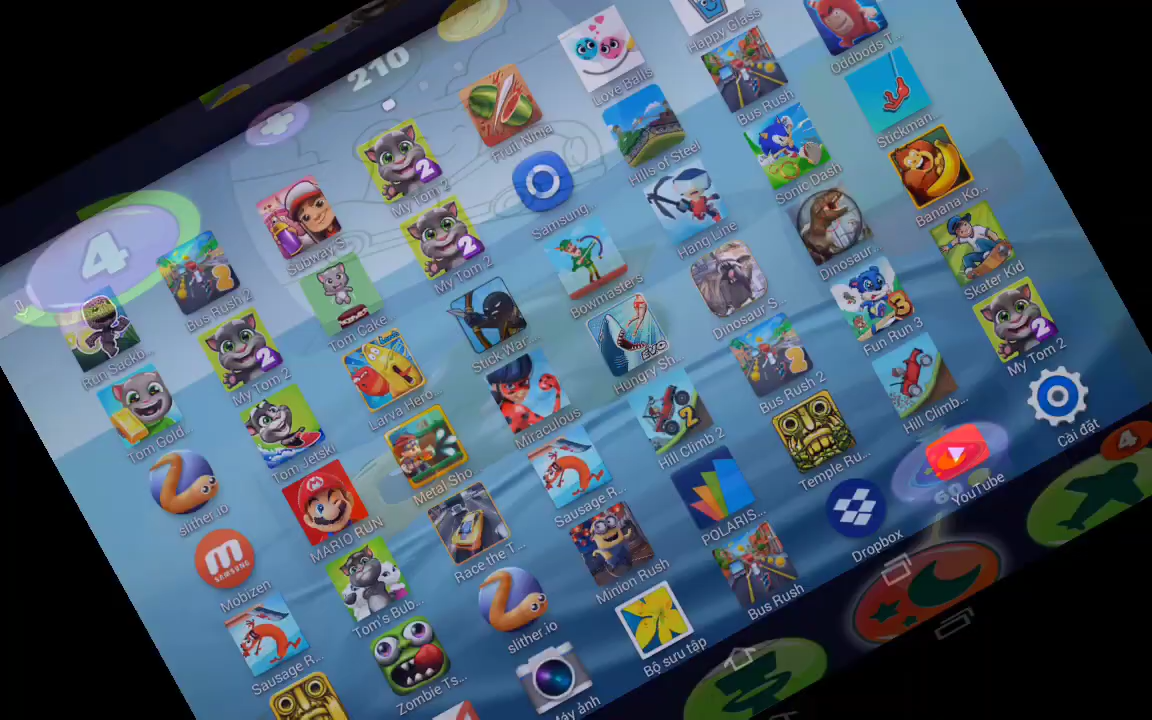 210
4
Run Sacko...
Bus Rush 2
Subway S...
My Tom 2
Fruit Ninja
Love Balls
Happy Glass
Tom Gold...
My Tom 2
Tom Cake...
My Tom 2
Samsung...
Hills of Steel
Bus Rush
Oddbods T...
slither.io
Tom Jetski
Larva Hero...
Stick War...
Bowmasters
Hang Line
Sonic Dash
Stickman...
Mobizen
SAMSUNG
MARIO RUN
Metal Sho...
Miraculous
Hungry Sh...
EVO
Dinosaur S...
Dinosaur...
Banana Ko...
Sausage R...
Tom's Bub...
Race the T...
Sausage R...
Hill Climb 2
Bus Rush 2
Fun Run 3
Skater Kid
Zombie Ts...
slither.io
Minion Rush
POLARIS...
Temple Ru...
Hill Climb...
My Tom 2
Máy ảnh
Bộ sưu tập
Bus Rush
Dropbox
YouTube
Cài đặt
4